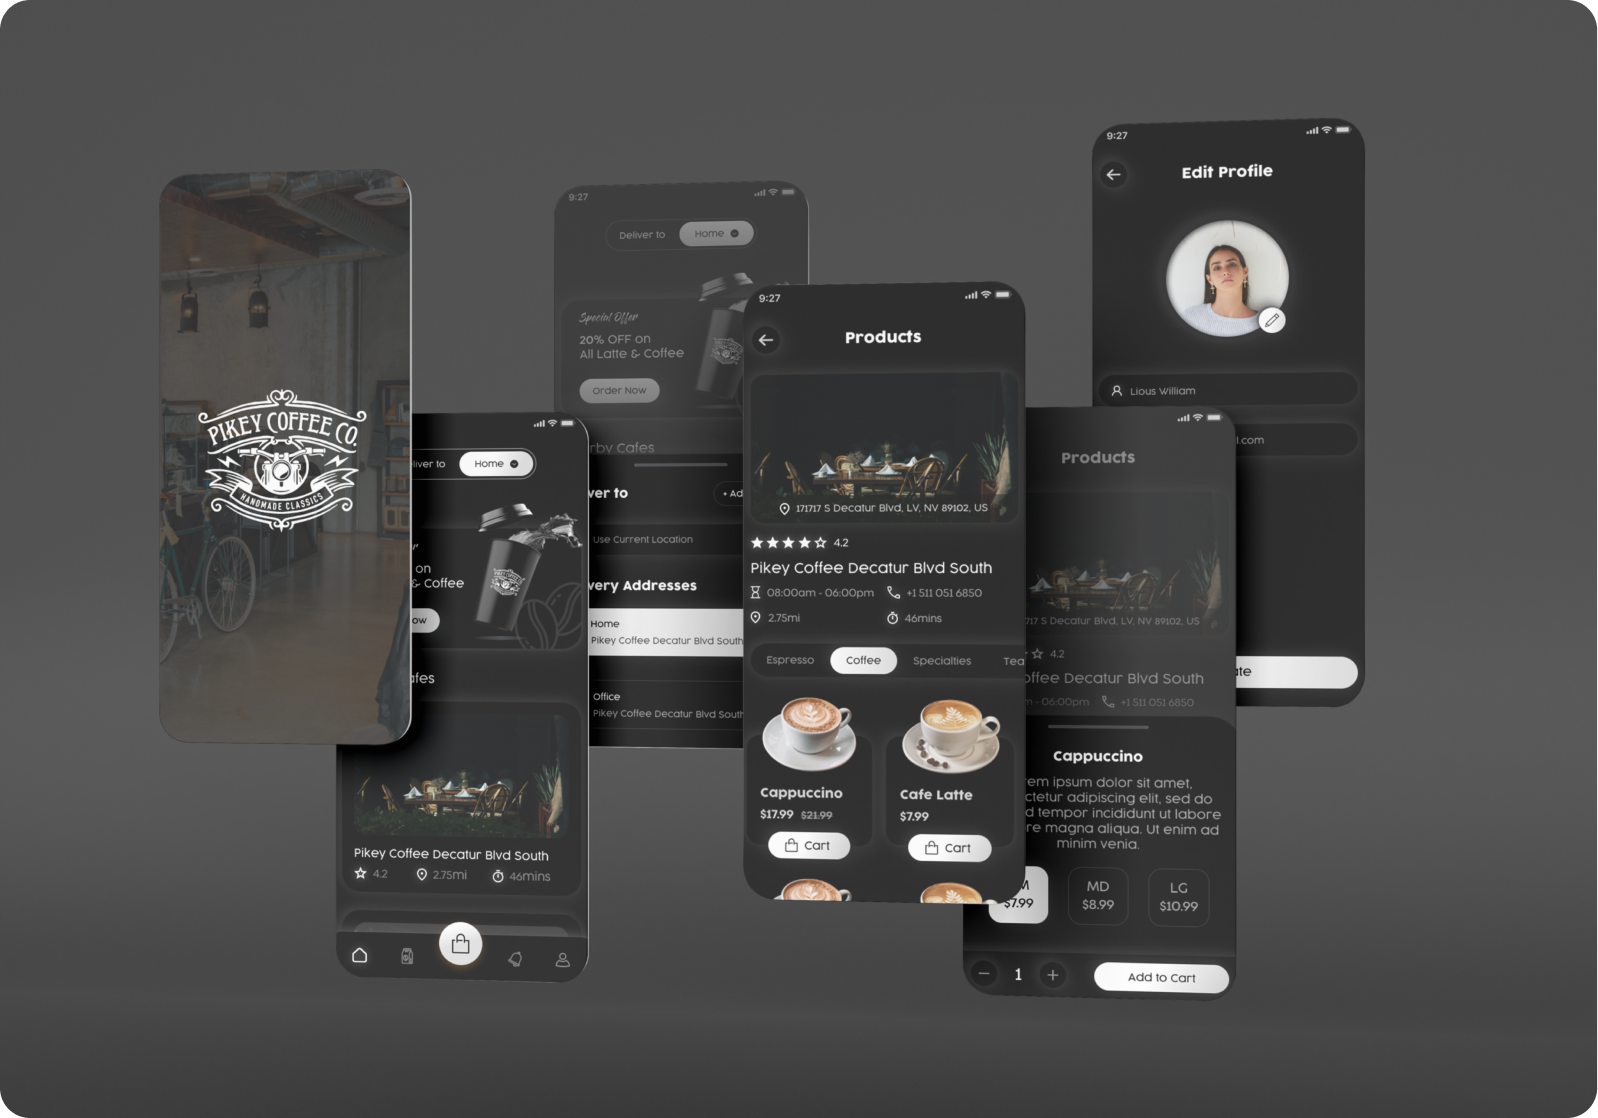 PIKEY COFFEE CO.
HANDMADE CLASSICS
liver to
Home
on
& Coffee
ow
afes
Pikey Coffee Decatur Blvd South
4.2
2.75mi
46mins
9:27
Deliver to
Home
Special Offer
20% OFF on
All Latte & Coffee
Order Now
rby Cafes
ver to
+ Ad
Use Current Location
very Addresses
Home
Pikey Coffee Decatur Blvd South
Office
Pikey Coffee Decatur Blvd South
9:27
Products
171717 S Decatur Blvd, LV, NV 89102, US
4.2
Pikey Coffee Decatur Blvd South
08:00am - 06:00pm
+1 511 051 6850
2.75mi
46mins
Espresso
Coffee
Specialties
Tea
Cappuccino
$17.99 $21.99
Cart
Cafe Latte
$7.99
Cart
Products
717 S Decatur Blvd, LV, NV 89102, US
4.2
offee Decatur Blvd South
m - 06:00pm
+1 511 051 6850
Cappuccino
rem ipsum dolor sit amet,
ctetur adipiscing elit, sed do
d tempor incididunt ut labore
re magna aliqua. Ut enim ad
minim venia.
M
$7.99
MD
$8.99
LG
$10.99
1
Add to Cart
9:27
Edit Profile
Lious William
l.com
ate